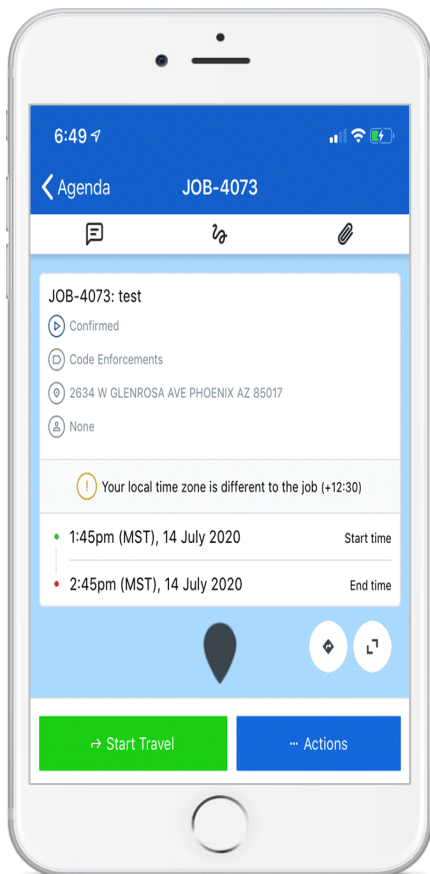 6:49
Agenda
JOB-4073
JOB-4073: test
Confirmed
Code Enforcements
2634 W GLENROSA AVE PHOENIX AZ 85017
None
Your local time zone is different to the job (+12:30)
1:45pm (MST), 14 July 2020 Start time
2:45pm (MST), 14 July 2020 End time
Start Travel
Actions